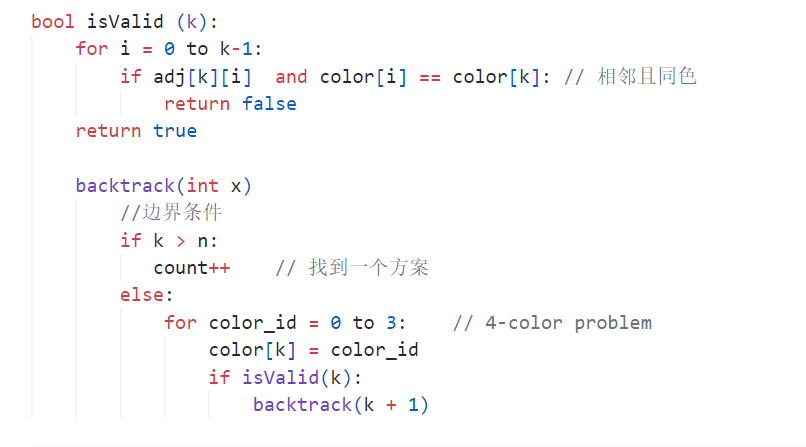 bool isValid (k):
for i = 0 to k-1:
if adj[k][i]  and color[i] == color[k]: // 相邻且同色
return false
return true
backtrack(int x)
//边界条件
if k > n:
count++    // 找到一个方案
else:
for color_id = 0 to 3:    // 4-color problem
color[k] = color_id
if isValid(k):
backtrack(k + 1)